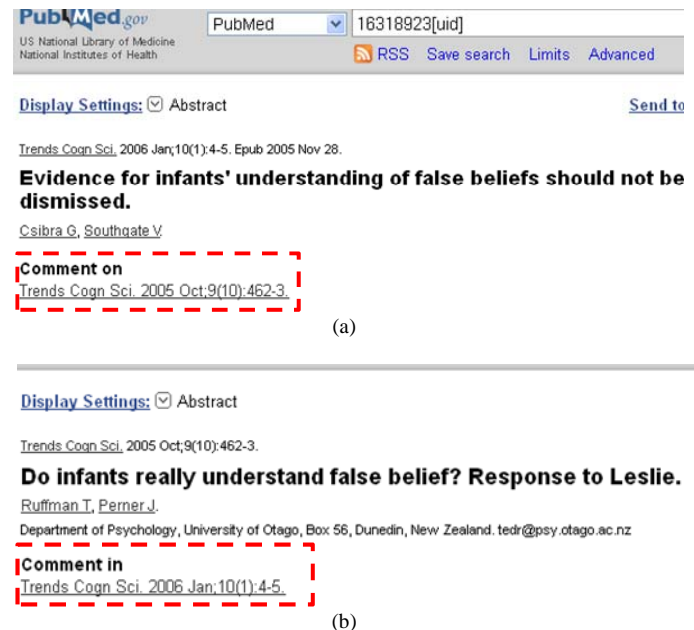 PubMed.gov
US National Library of Medicine
National Institutes of Health
PubMed
16318923[uid]
RSS Save search Limits Advanced
Display Settings: Abstract Send to
Trends Cogn Sci. 2006 Jan;10(1):4-5. Epub 2005 Nov 28.
Evidence for infants' understanding of false beliefs should not be
dismissed.
Csibra G, Southgate V.
Comment on
Trends Cogn Sci. 2005 Oct;9(10):462-3.
(a)
Display Settings: Abstract
Trends Cogn Sci. 2005 Oct;9(10):462-3.
Do infants really understand false belief? Response to Leslie.
Ruffman T, Perner J.
Department of Psychology, University of Otago, Box 56, Dunedin, New Zealand. tedr@psy.otago.ac.nz
Comment in
Trends Cogn Sci. 2006 Jan;10(1):4-5.
(b)